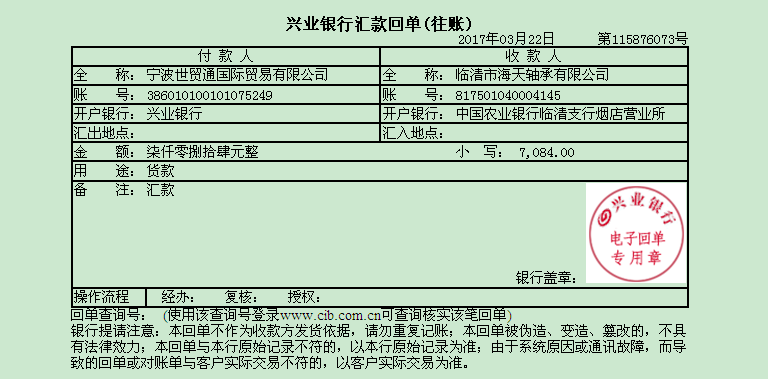 兴业银行汇款回单(往账)
2017年03月22日 第115876073号
付 款 人 收 款 人
全 称: 宁波世贸通国际贸易有限公司 全 称: 临清市海天轴承有限公司
账 号: 386010100101075249 账 号: 817501040004145
开户银行: 兴业银行 开户银行: 中国农业银行临清支行烟店营业所
汇出地点: 汇入地点:
金 额: 柒仟零捌拾肆元整 小 写: 7,084.00
用 途: 货款
备 注: 汇款
兴业银行
电子回单
专用章
银行盖章:
操作流程 经办: 复核: 授权:
回单查询号: (使用该查询号登录www.cib.com.cn可查询核实该笔回单)
银行提请注意: 本回单不作为收款方发货依据, 请勿重复记账; 本回单被伪造、变造、篡改的, 不具
有法律效力; 本回单与本行原始记录不符的, 以本行原始记录为准; 由于系统原因或通讯故障, 而导
致的回单或对账单与客户实际交易不符的, 以客户实际交易为准。